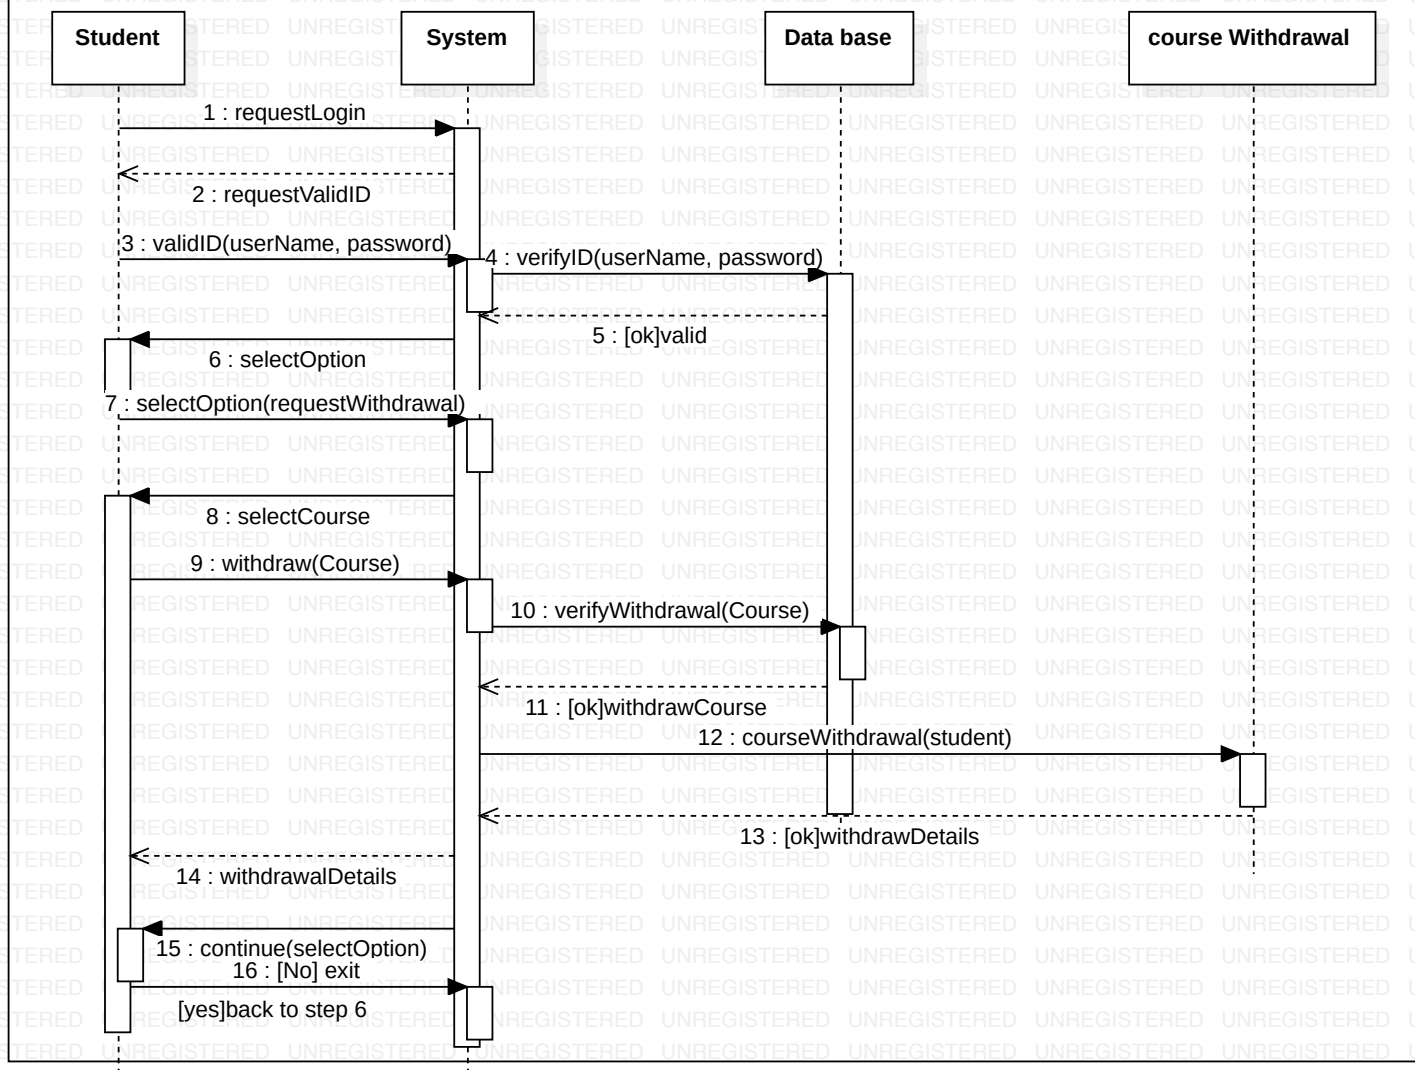 Student
System
Data base
course Withdrawal
1 : requestLogin
2 : requestValidID
3 : validID(userName, password)
4 : verifyID(userName, password)
5 : [ok]valid
6 : selectOption
7 : selectOption(requestWithdrawal)
8 : selectCourse
9 : withdraw(Course)
10 : verifyWithdrawal(Course)
11 : [ok]withdrawCourse
12 : courseWithdrawal(student)
13 : [ok]withdrawDetails
14 : withdrawalDetails
15 : continue(selectOption)
16 : [No] exit
[yes]back to step 6
UNREGISTERED